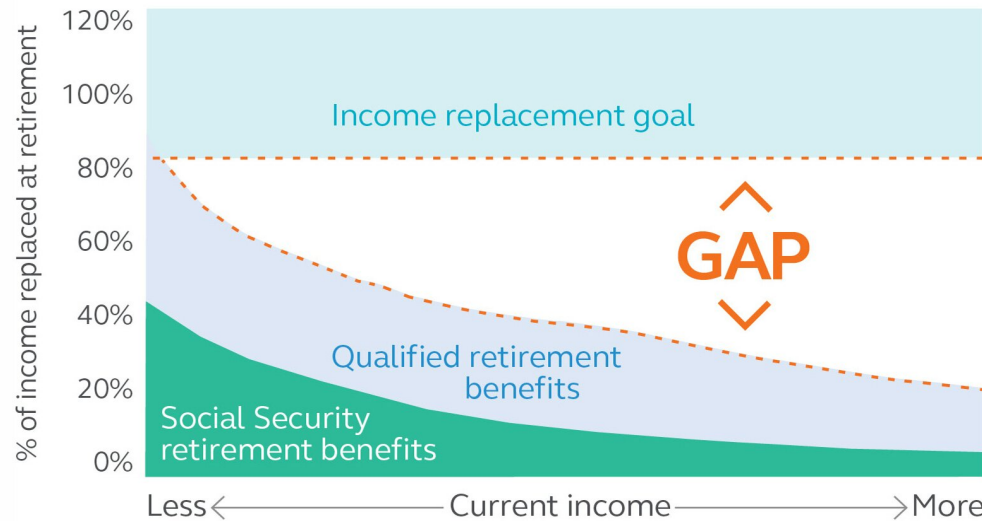 % of income replaced at retirement
120%
100%
80%
60%
40%
20%
0%
Income replacement goal
GAP
Qualified retirement
benefits
Social Security
retirement benefits
Less
Current income
More